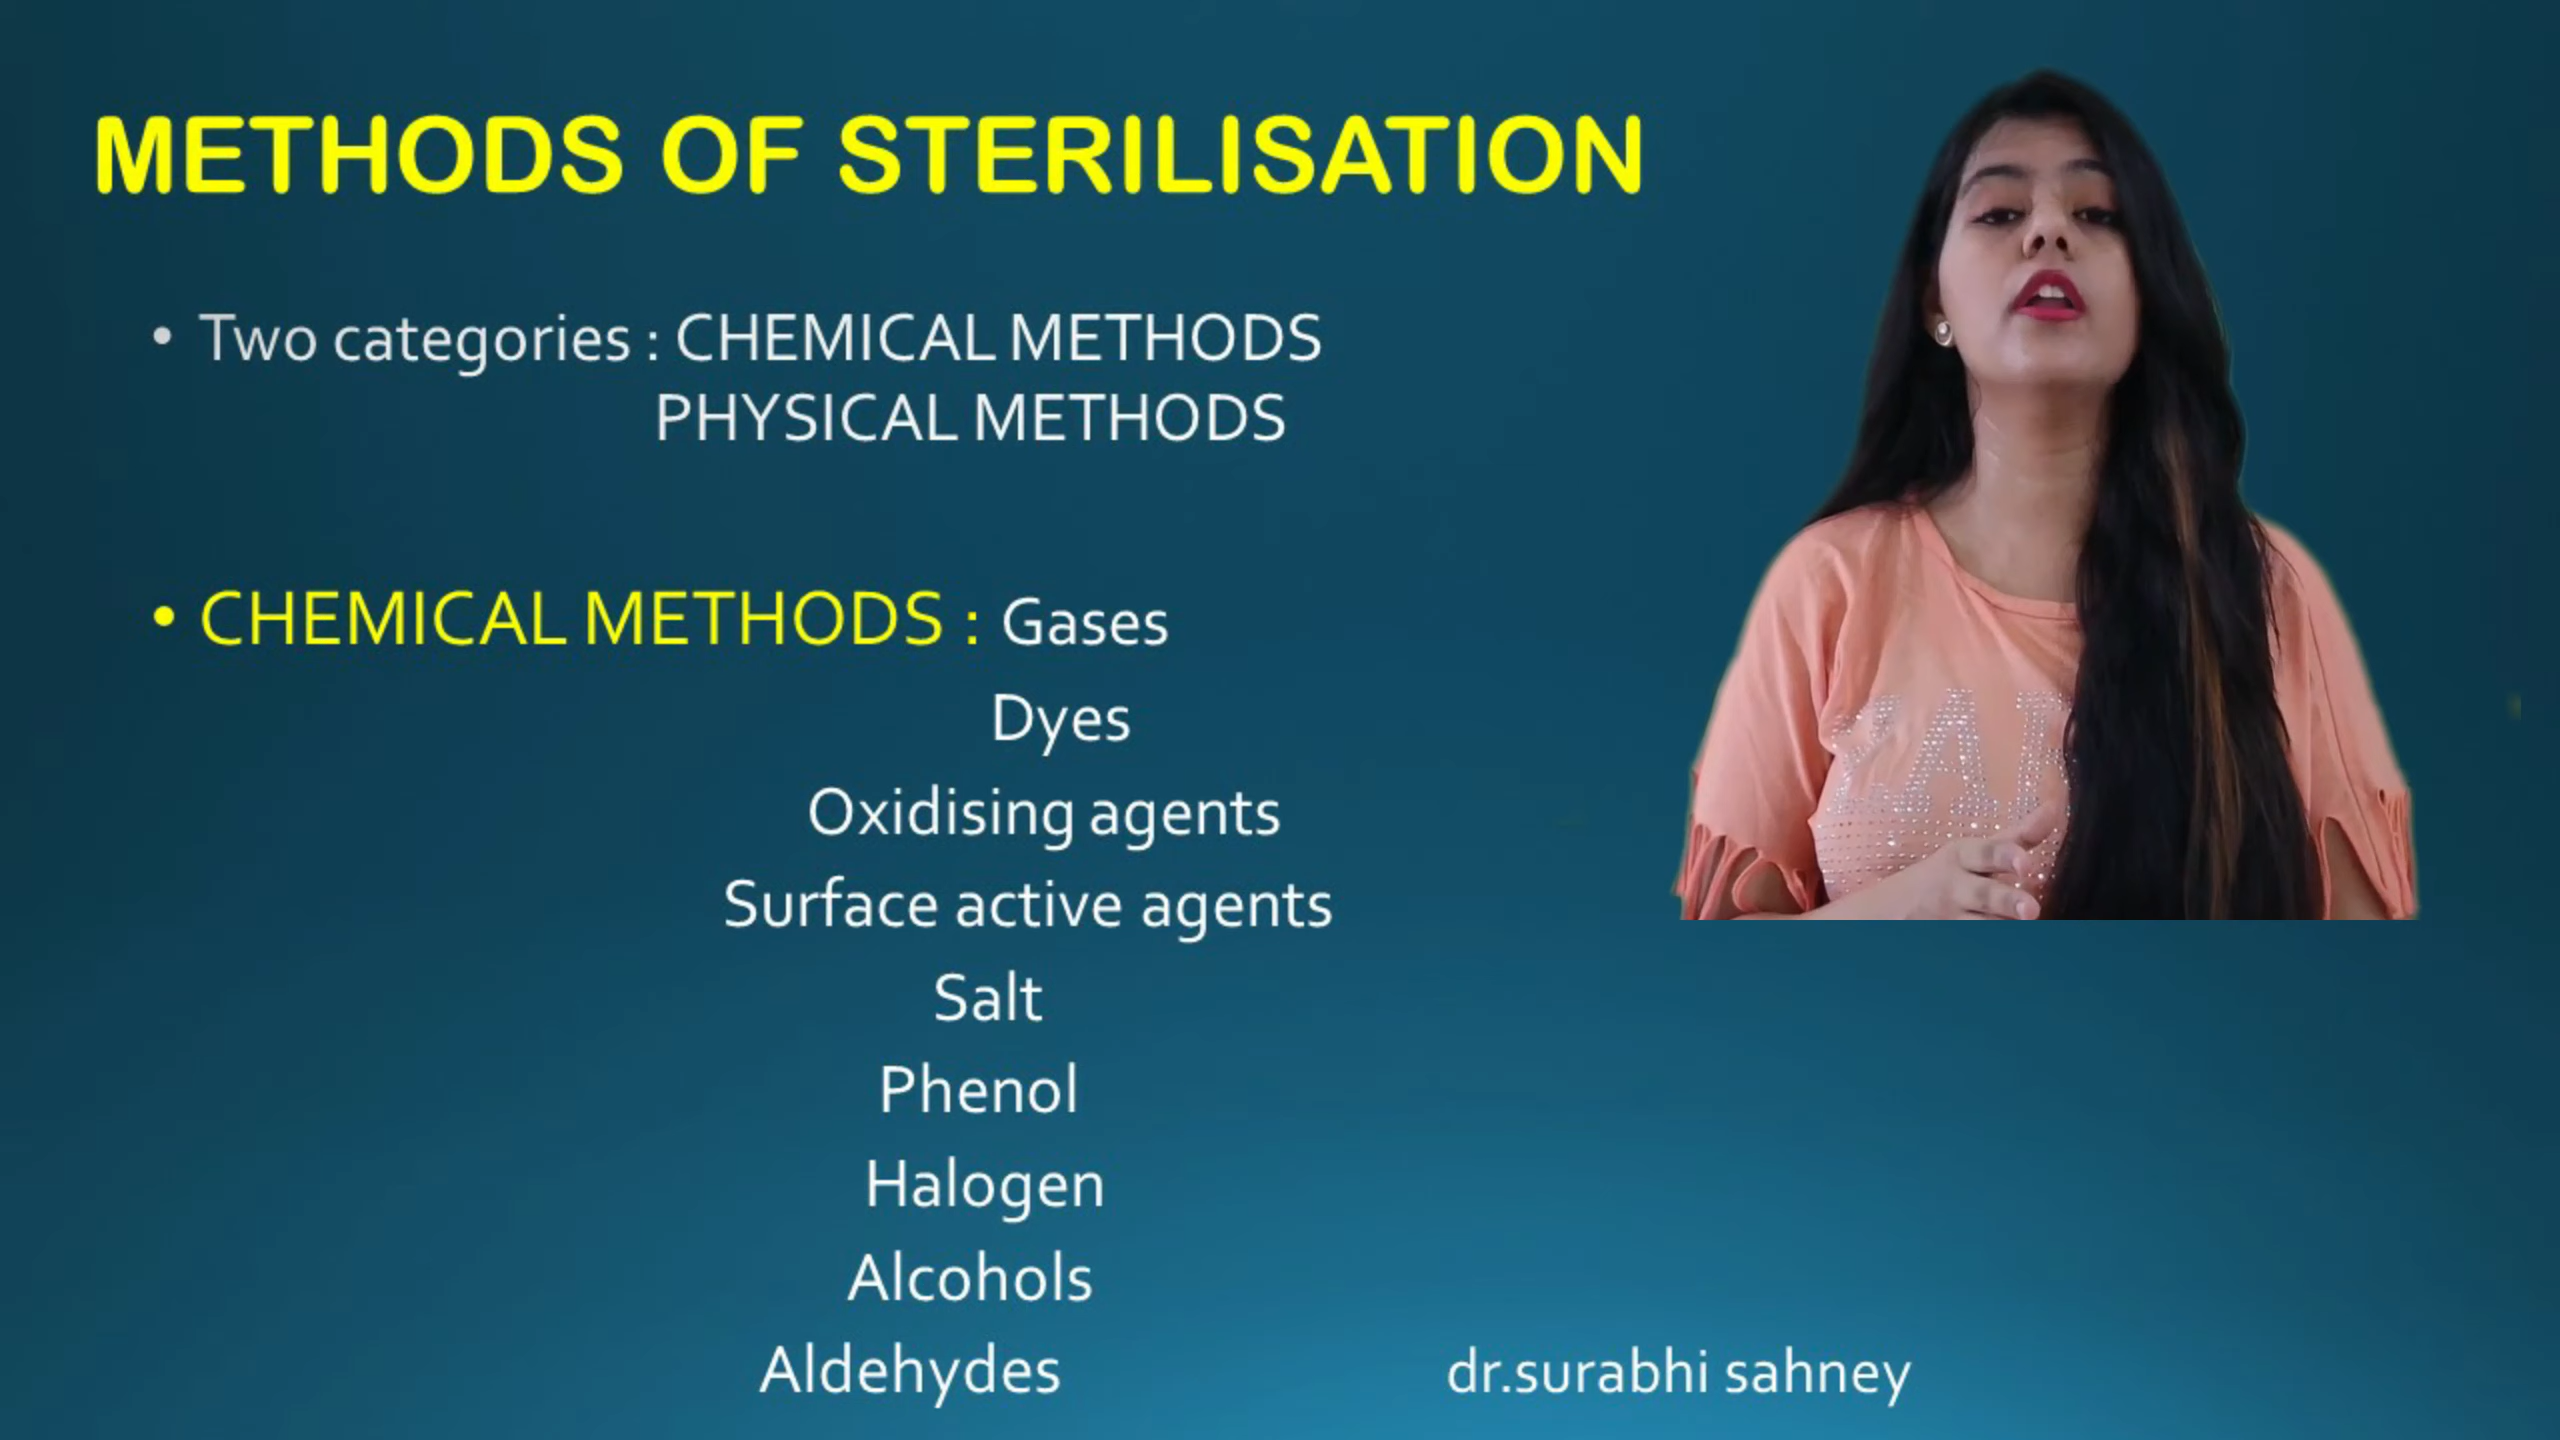 METHODS OF STERILISATION
• Two categories : CHEMICAL METHODS
PHYSICAL METHODS
• CHEMICAL METHODS : Gases
Dyes
Oxidising agents
Surface active agents
Salt
Phenol
Halogen
Alcohols
Aldehydes
dr.surabhi sahney